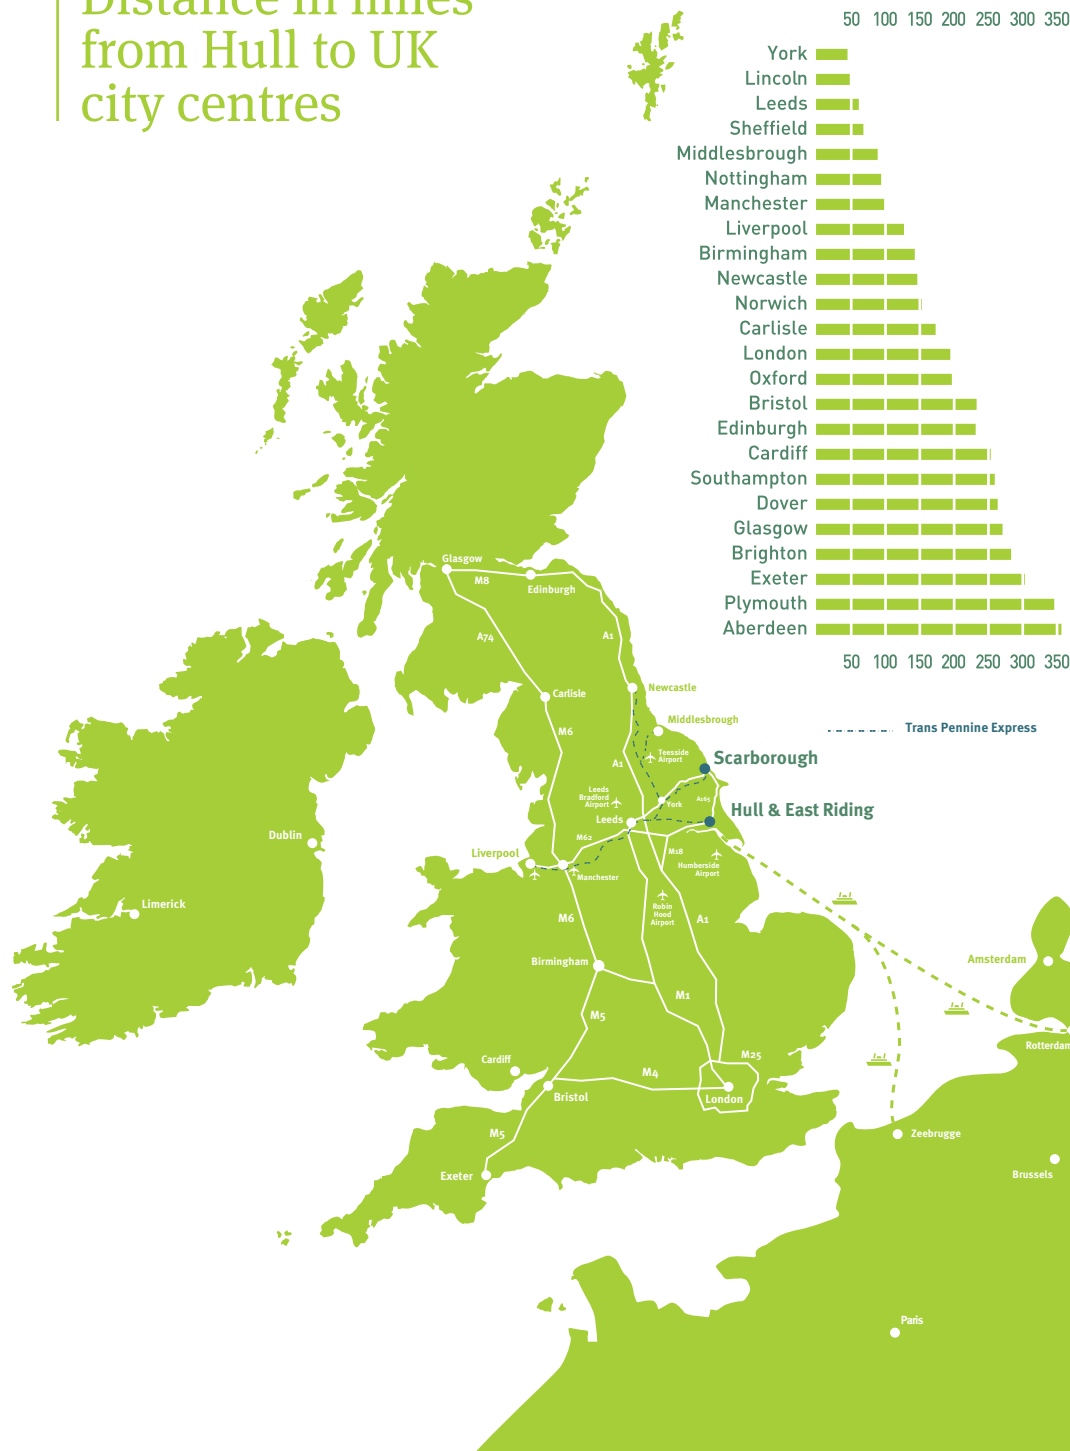 Distance in miles
from Hull to UK
city centres
50 100 150 200 250 300 350
York
Lincoln
Leeds
Sheffield
Middlesbrough
Nottingham
Manchester
Liverpool
Birmingham
Newcastle
Norwich
Carlisle
London
Oxford
Bristol
Edinburgh
Cardiff
Southampton
Dover
Glasgow
Brighton
Exeter
Plymouth
Aberdeen
50 100 150 200 250 300 350
Trans Pennine Express
Glasgow
M8
Edinburgh
A74
A1
Carlisle
Newcastle
M6
Middlesbrough
Teesside
Airport
A1
Scarborough
Leeds
Bradford
Airport
York
A165
Hull & East Riding
Leeds
M62
Dublin
Liverpool
M18
Humberside
Airport
Manchester
Limerick
M6
Robin
Hood
Airport
A1
Birmingham
Amsterdam
M1
M5
Rotterdam
Cardiff
M25
M4
Bristol
London
M5
Zeebrugge
Exeter
Brussels
Paris